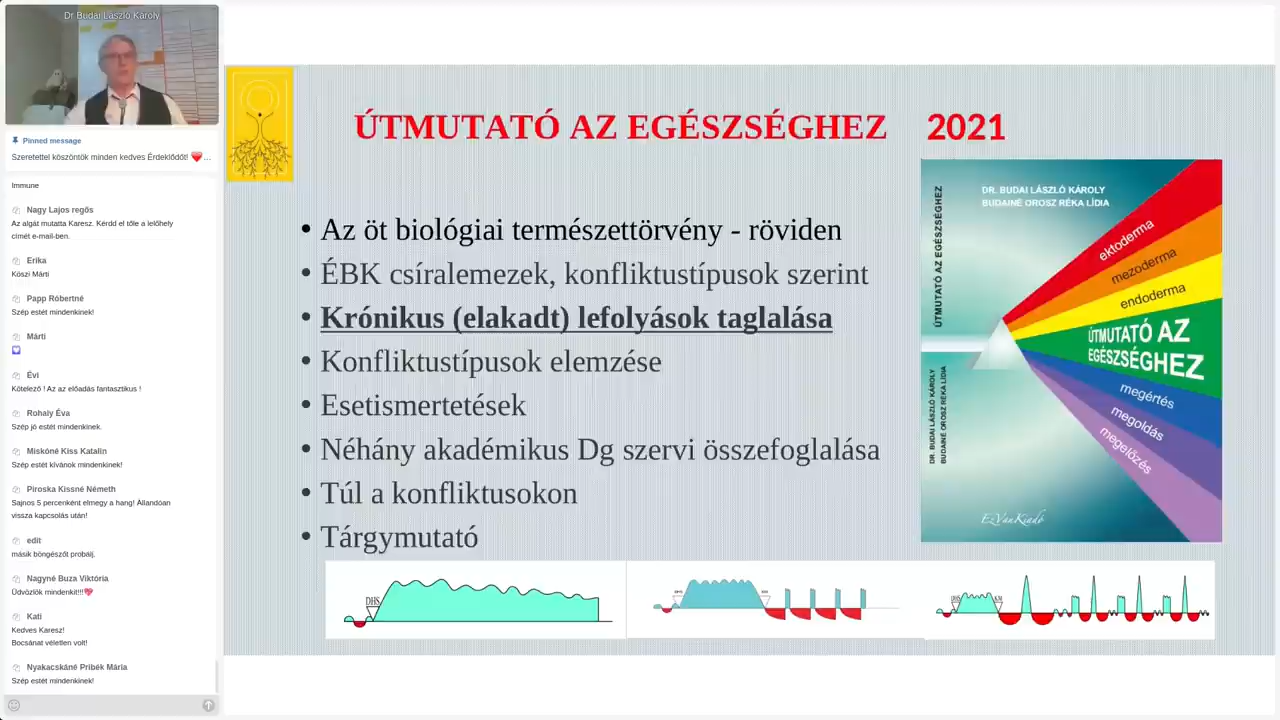 Dr Budai László Károly
Pinned message
Szeretettel köszöntök minden kedves Érdeklődőt! ❤️...
Immune
Nagy Lajos regős
Az algát mutatta Karesz. Kérdd el tőle a lelőhely
címét e-mail-ben.
Erika
Köszi Márti
Papp Róbertné
Szép estét mindenkinek!
Márti
Évi
Kötelező ! Az az előadás fantasztikus !
Rohaly Éva
Szép jó estét mindenkinek.
Miskóné Kiss Katalin
Szép estét kívánok mindenkinek!
Piroska Kissné Németh
Sajnos 5 percenként elmegy a hang! Állandóan
vissza kapcsolás után!
edit
másik böngészőt probálj.
Nagyné Buza Viktória
Üdvözlök mindenkit!!!💖
Kati
Kedves Karesz!
Bocsánat véletlen volt!
Nyakacskáné Pribék Mária
Szép estét mindenkinek!
ÚTMUTATÓ AZ EGÉSZSÉGHEZ 2021
• Az öt biológiai természettörvény - röviden
• ÉBK csíralemezek, konfliktustípusok szerint
• Krónikus (elakadt) lefolyások taglalása
• Konfliktustípusok elemzése
• Esetismertetések
• Néhány akadémikus Dg szervi összefoglalása
• Túl a konfliktusokon
• Tárgymutató
DR. BUDAI LÁSZLÓ KÁROLY
BUDAINÉ OROSZ RÉKA LÍDIA
ÚTMUTATÓ AZ EGÉSZSÉGHEZ
DR. BUDAI LÁSZLÓ KÁROLY
BUDAINÉ OROSZ RÉKA LÍDIA
ektoderma
mezoderma
endoderma
ÚTMUTATÓ AZ
EGÉSZSÉGHEZ
megértés
megoldás
megelőzés
EzVanKiadó
DHS
DHS
KM